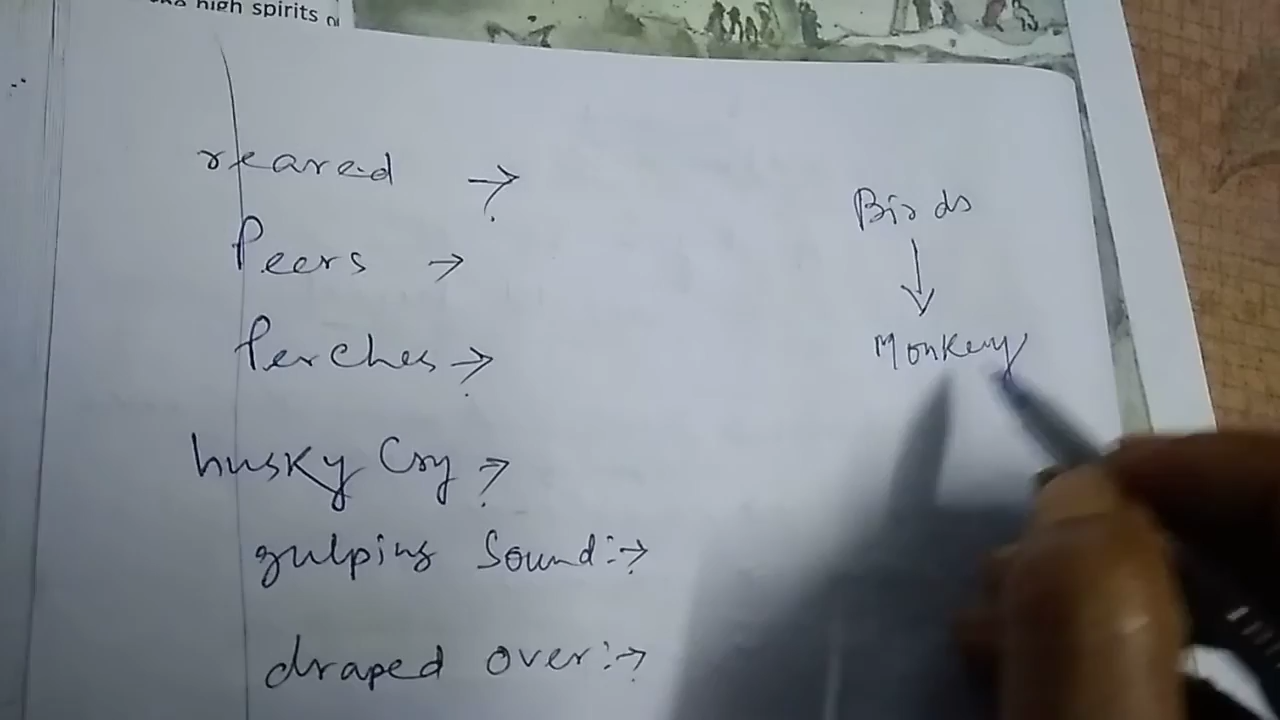 high spirits
reared →
Peers →
Perches →
husky Cry →
gulping Sound:→
draped over:→
Birds
↓
Monkey